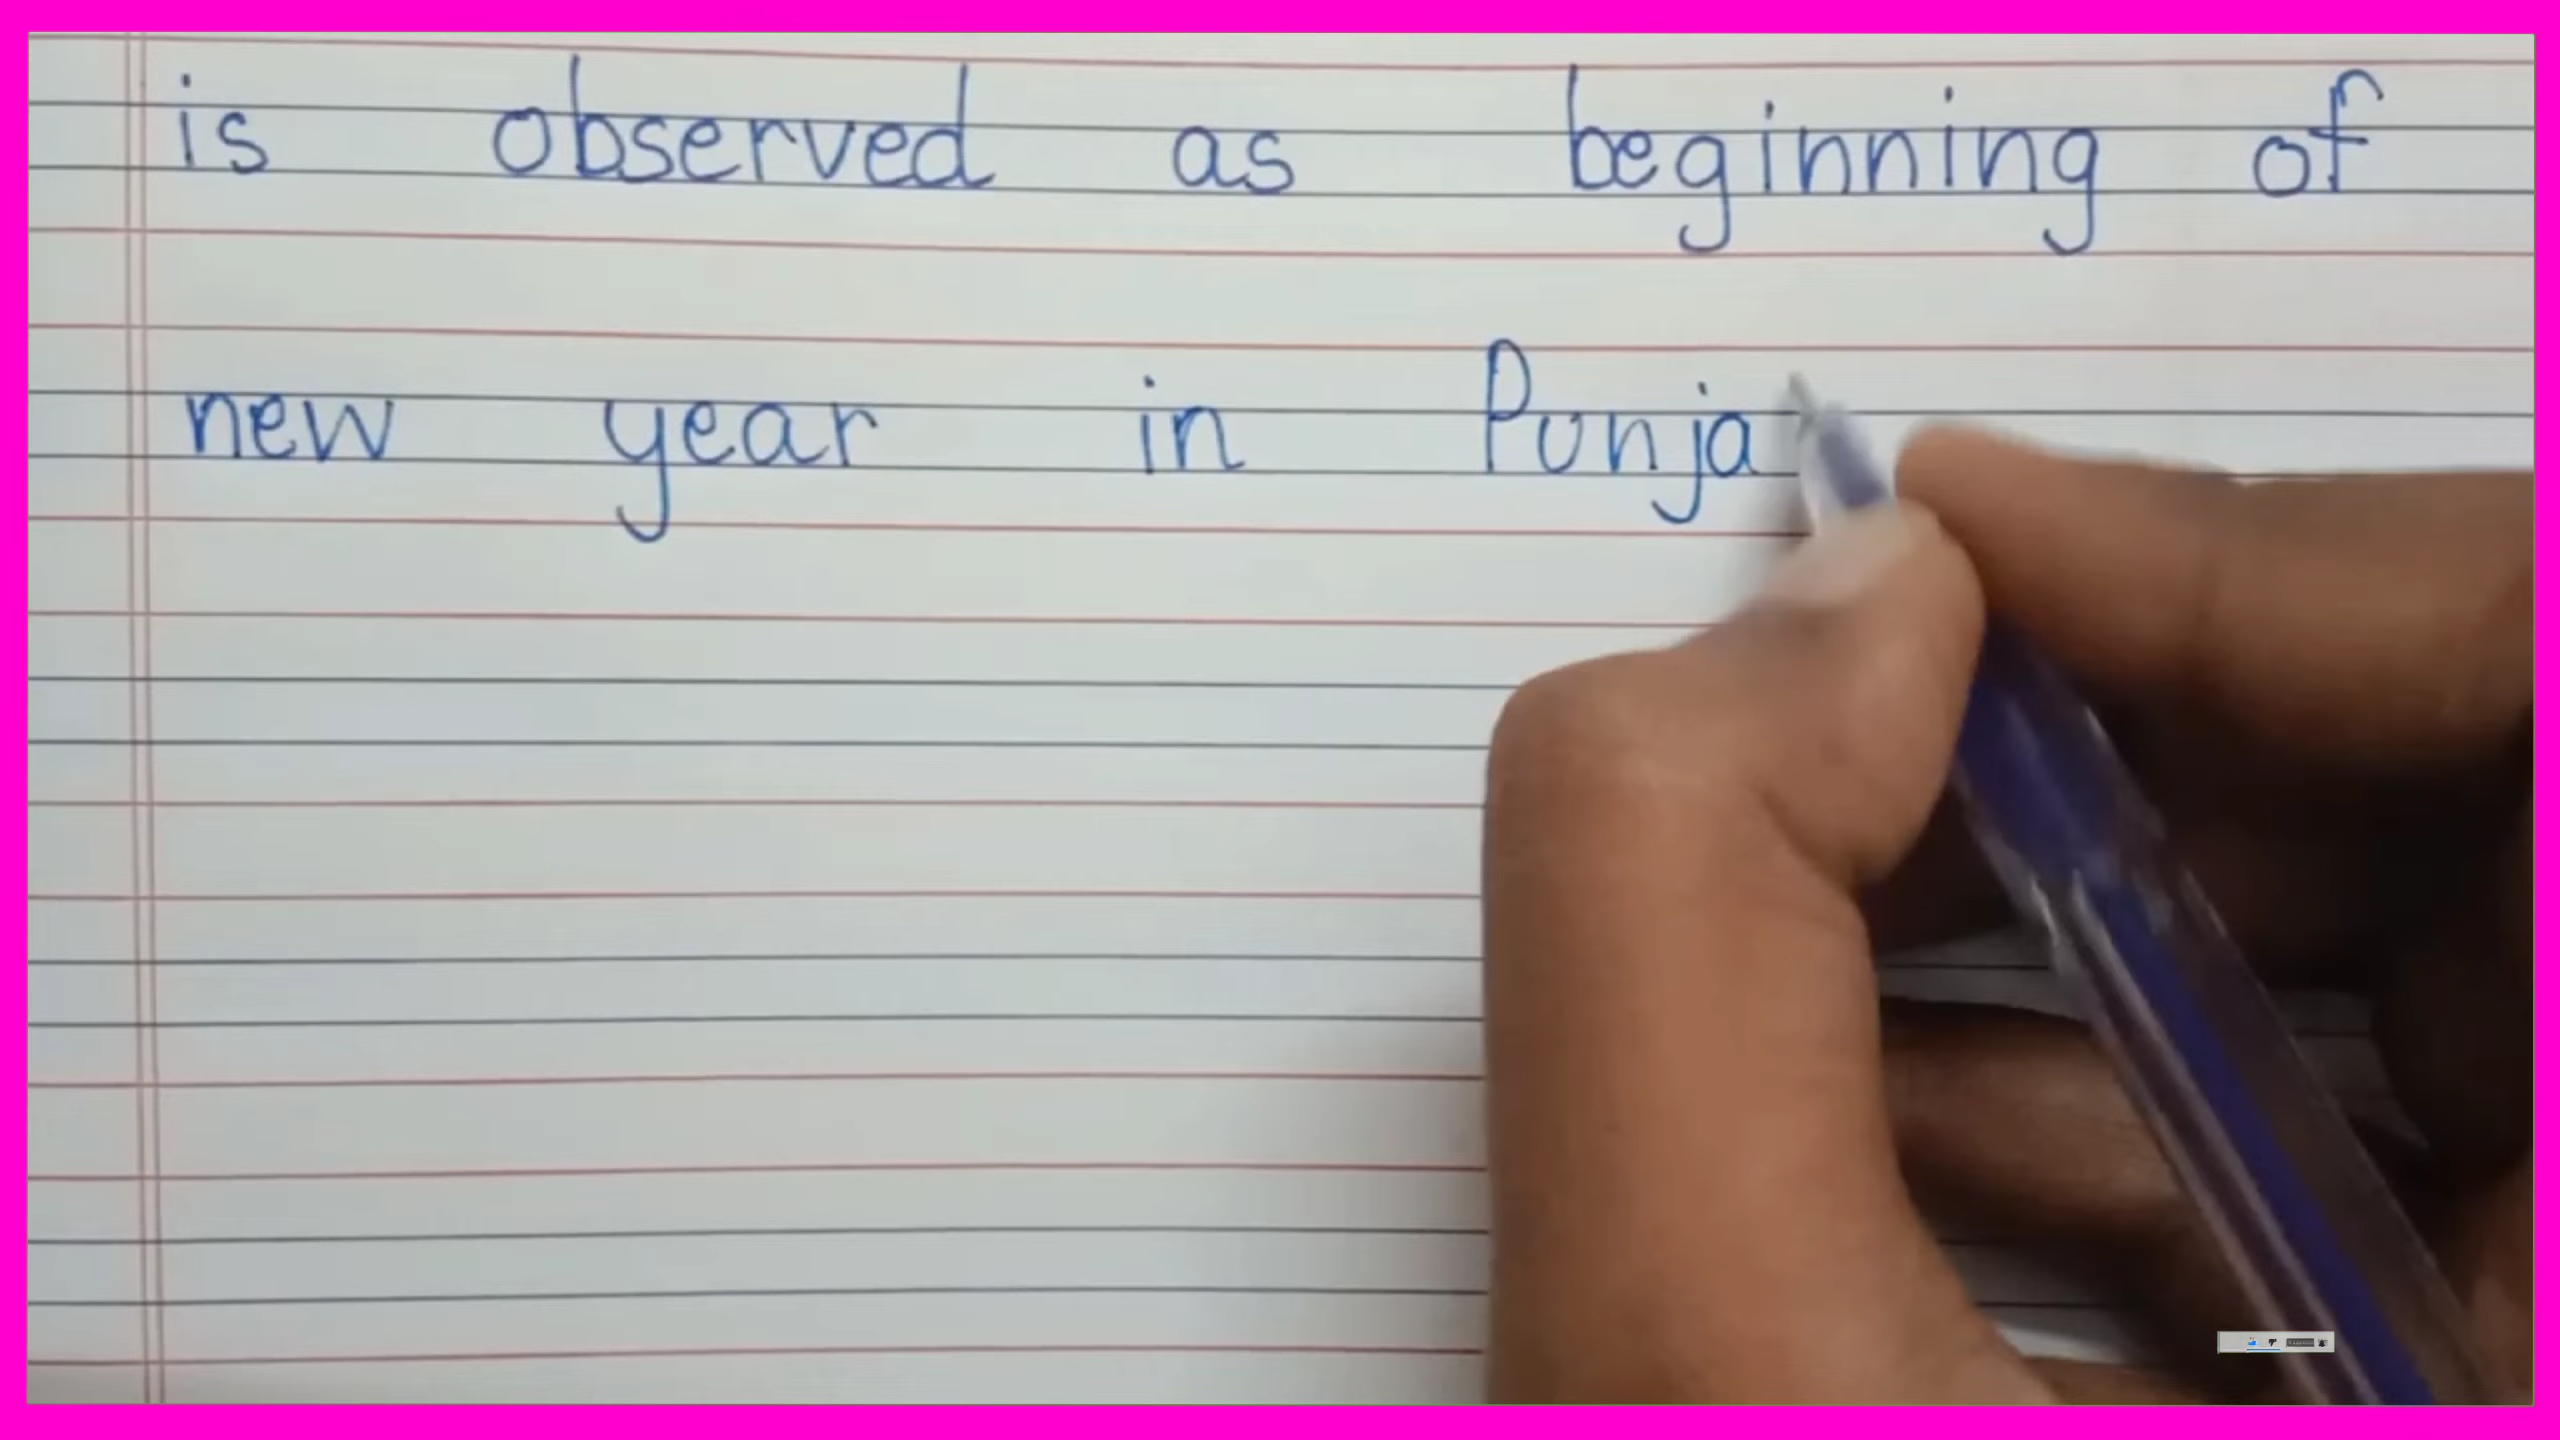 is observed as beginning of
new year in Punja